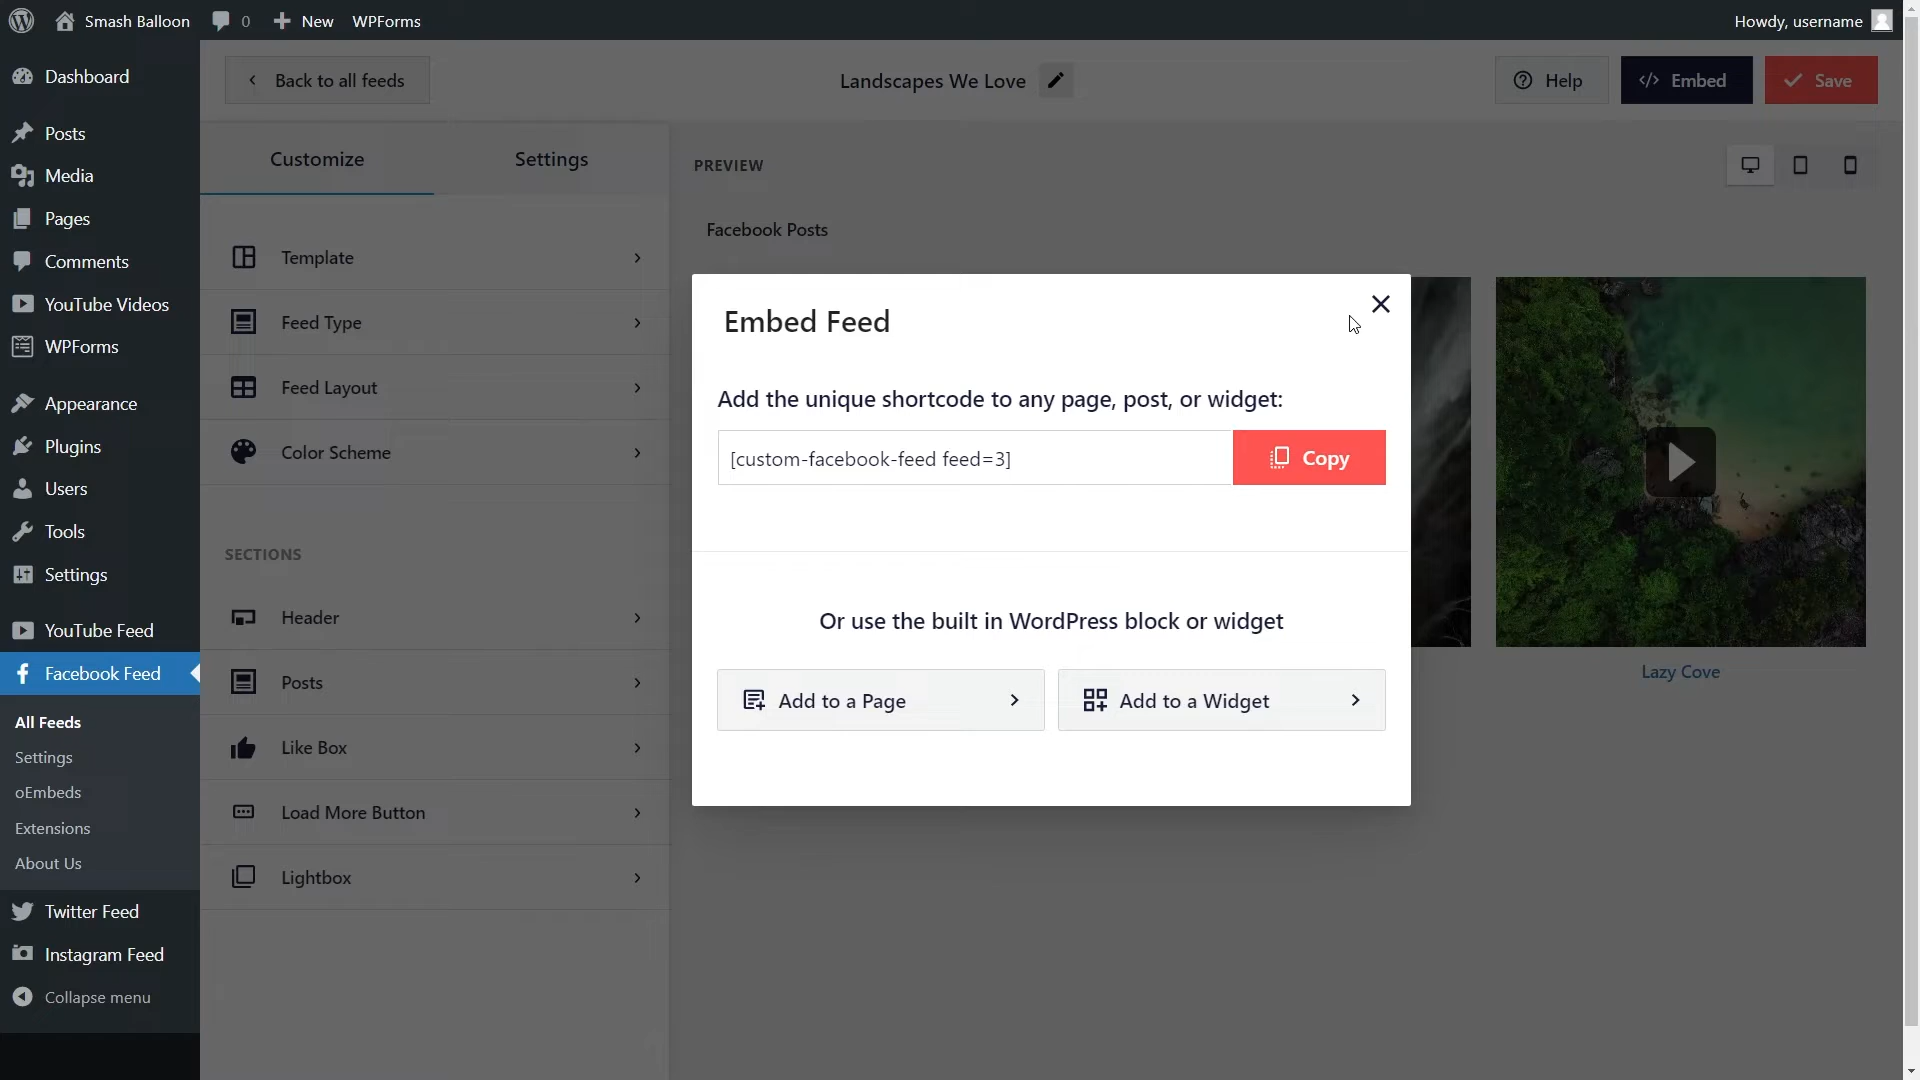 Smash Balloon 0 New WPForms Howdy, username
Dashboard
Posts
Media
Pages
Comments
YouTube Videos
WPForms
Appearance
Plugins
Users
Tools
Settings
YouTube Feed
Facebook Feed
All Feeds
Settings
oEmbeds
Extensions
About Us
Twitter Feed
Instagram Feed
Collapse menu
Back to all feeds
Landscapes We Love
Help
Embed
Save
Customize Settings
Template
Feed Type
Feed Layout
Color Scheme
SECTIONS
Header
Posts
Like Box
Load More Button
Lightbox
PREVIEW
Facebook Posts
Embed Feed
Add the unique shortcode to any page, post, or widget:
[custom-facebook-feed feed=3] Copy
Or use the built in WordPress block or widget
Add to a Page Add to a Widget
Lazy Cove